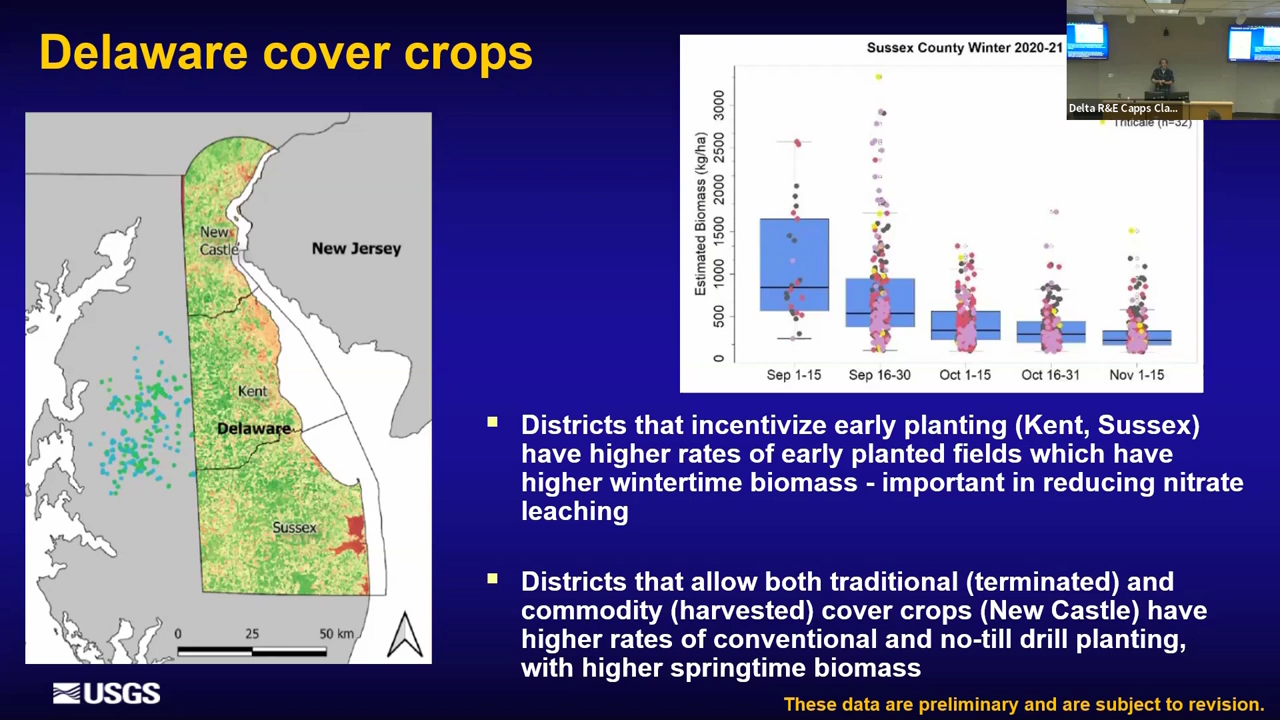 Delaware cover crops
New
Castle
New Jersey
Kent
Delaware
Sussex
0 25 50 km
USGS
Sussex County Winter 2020-21
Delta R&E Capps Cla...
Triticale (n=32)
Estimated Biomass (kg/ha)
3000
2500
2000
1500
1000
500
0
Sep 1-15 Sep 16-30 Oct 1-15 Oct 16-31 Nov 1-15
Districts that incentivize early planting (Kent, Sussex)
have higher rates of early planted fields which have
higher wintertime biomass - important in reducing nitrate
leaching
Districts that allow both traditional (terminated) and
commodity (harvested) cover crops (New Castle) have
higher rates of conventional and no-till drill planting,
with higher springtime biomass
These data are preliminary and are subject to revision.